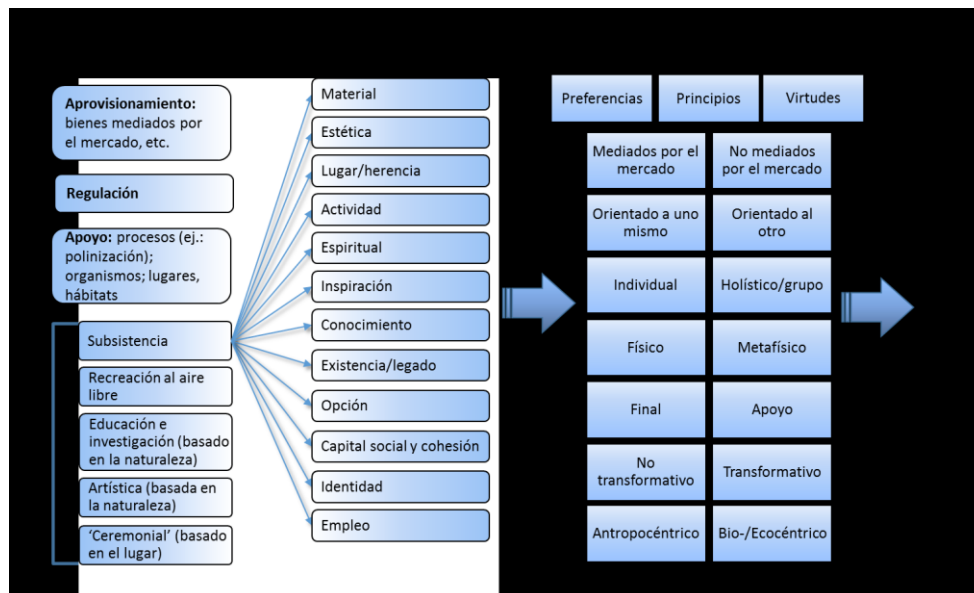 Aprovisionamiento:
bienes mediados por
el mercado, etc.
Regulación
Apoyo: procesos (ej.:
polinización);
organismos; lugares,
hábitats
Subsistencia
Recreación al aire
libre
Educación e
investigación (basado
en la naturaleza)
Artística (basada en
la naturaleza)
‘Ceremonial’ (basado
en el lugar)
Material
Estética
Lugar/herencia
Actividad
Espiritual
Inspiración
Conocimiento
Existencia/legado
Opción
Capital social y cohesión
Identidad
Empleo
Preferencias
Principios
Virtudes
Mediados por el
mercado
No mediados
por el mercado
Orientado a uno
mismo
Orientado al
otro
Individual
Holístico/grupo
Físico
Metafísico
Final
Apoyo
No
transformativo
Transformativo
Antropocéntrico
Bio-/Ecocéntrico